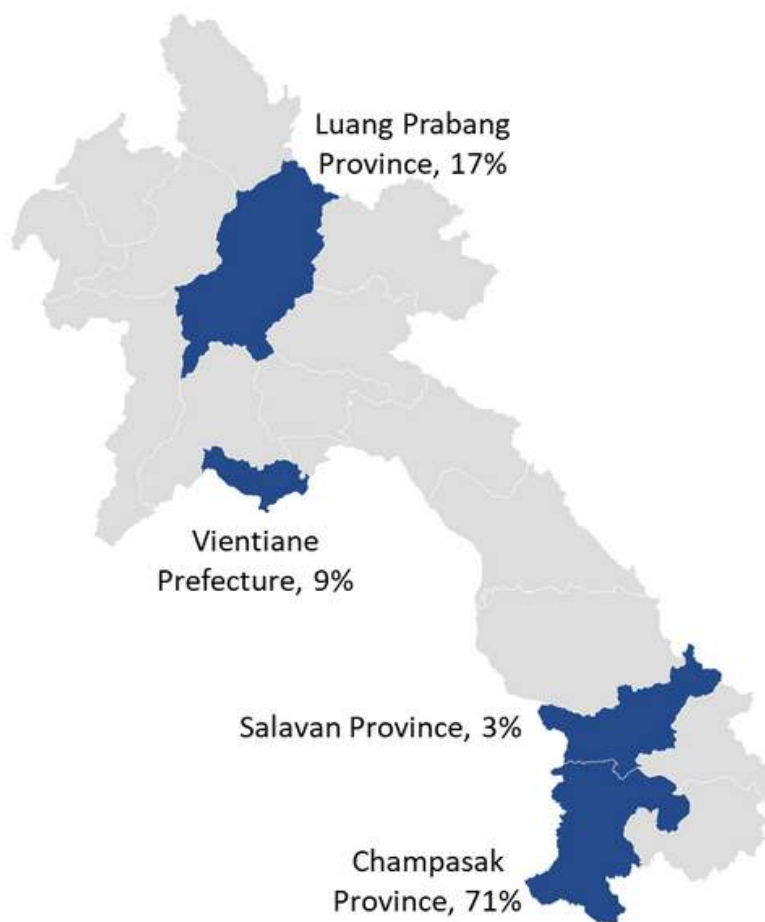 Luang Prabang
Province, 17%
Vientiane
Prefecture, 9%
Salavan Province, 3%
Champasak
Province, 71%